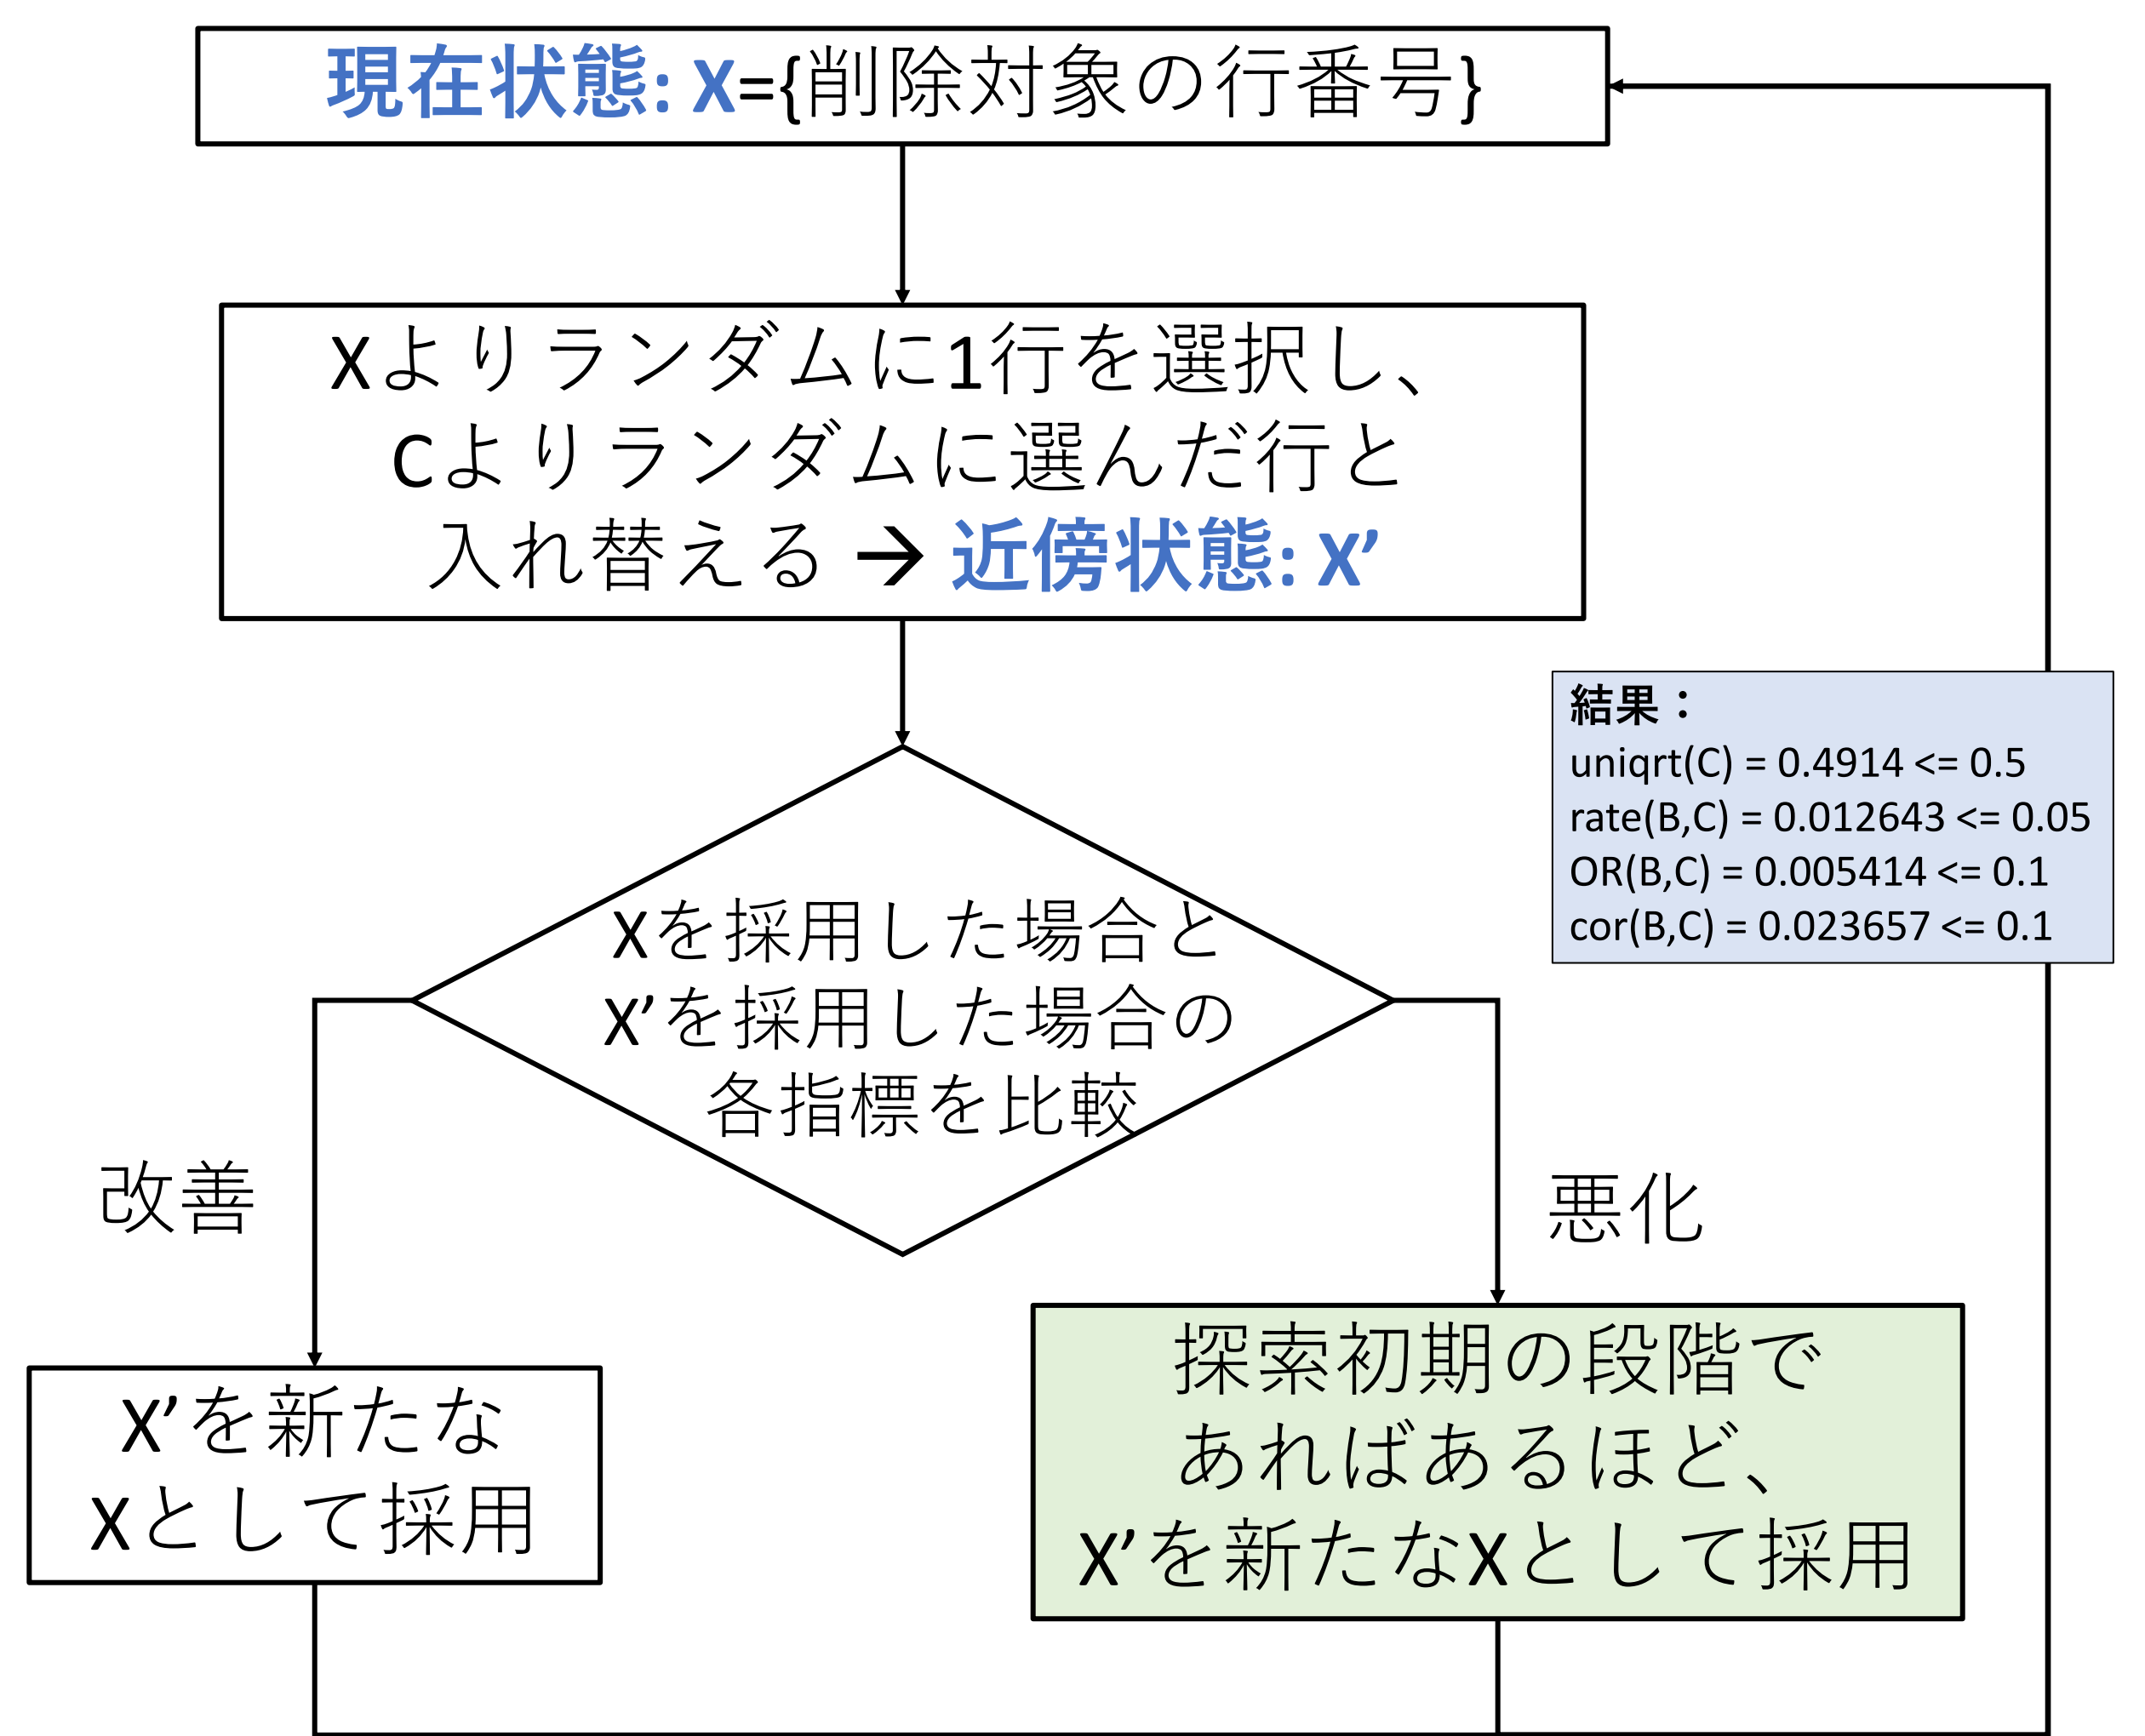 現在状態: X={削除対象の行番号}
Xよりランダムに1行を選択し、
Cよりランダムに選んだ行と
入れ替える → 近傍状態: X’
結果：
uniqrt(C) = 0.4914 <= 0.5
rate(B,C) = 0.012643 <= 0.05
OR(B,C) = 0.005414 <= 0.1
cor(B,C) = 0.023657 <= 0.1
Xを採用した場合と
X’を採用した場合の
各指標を比較
改善
悪化
X’を新たな
Xとして採用
探索初期の段階で
あればあるほど、
X’を新たなXとして採用